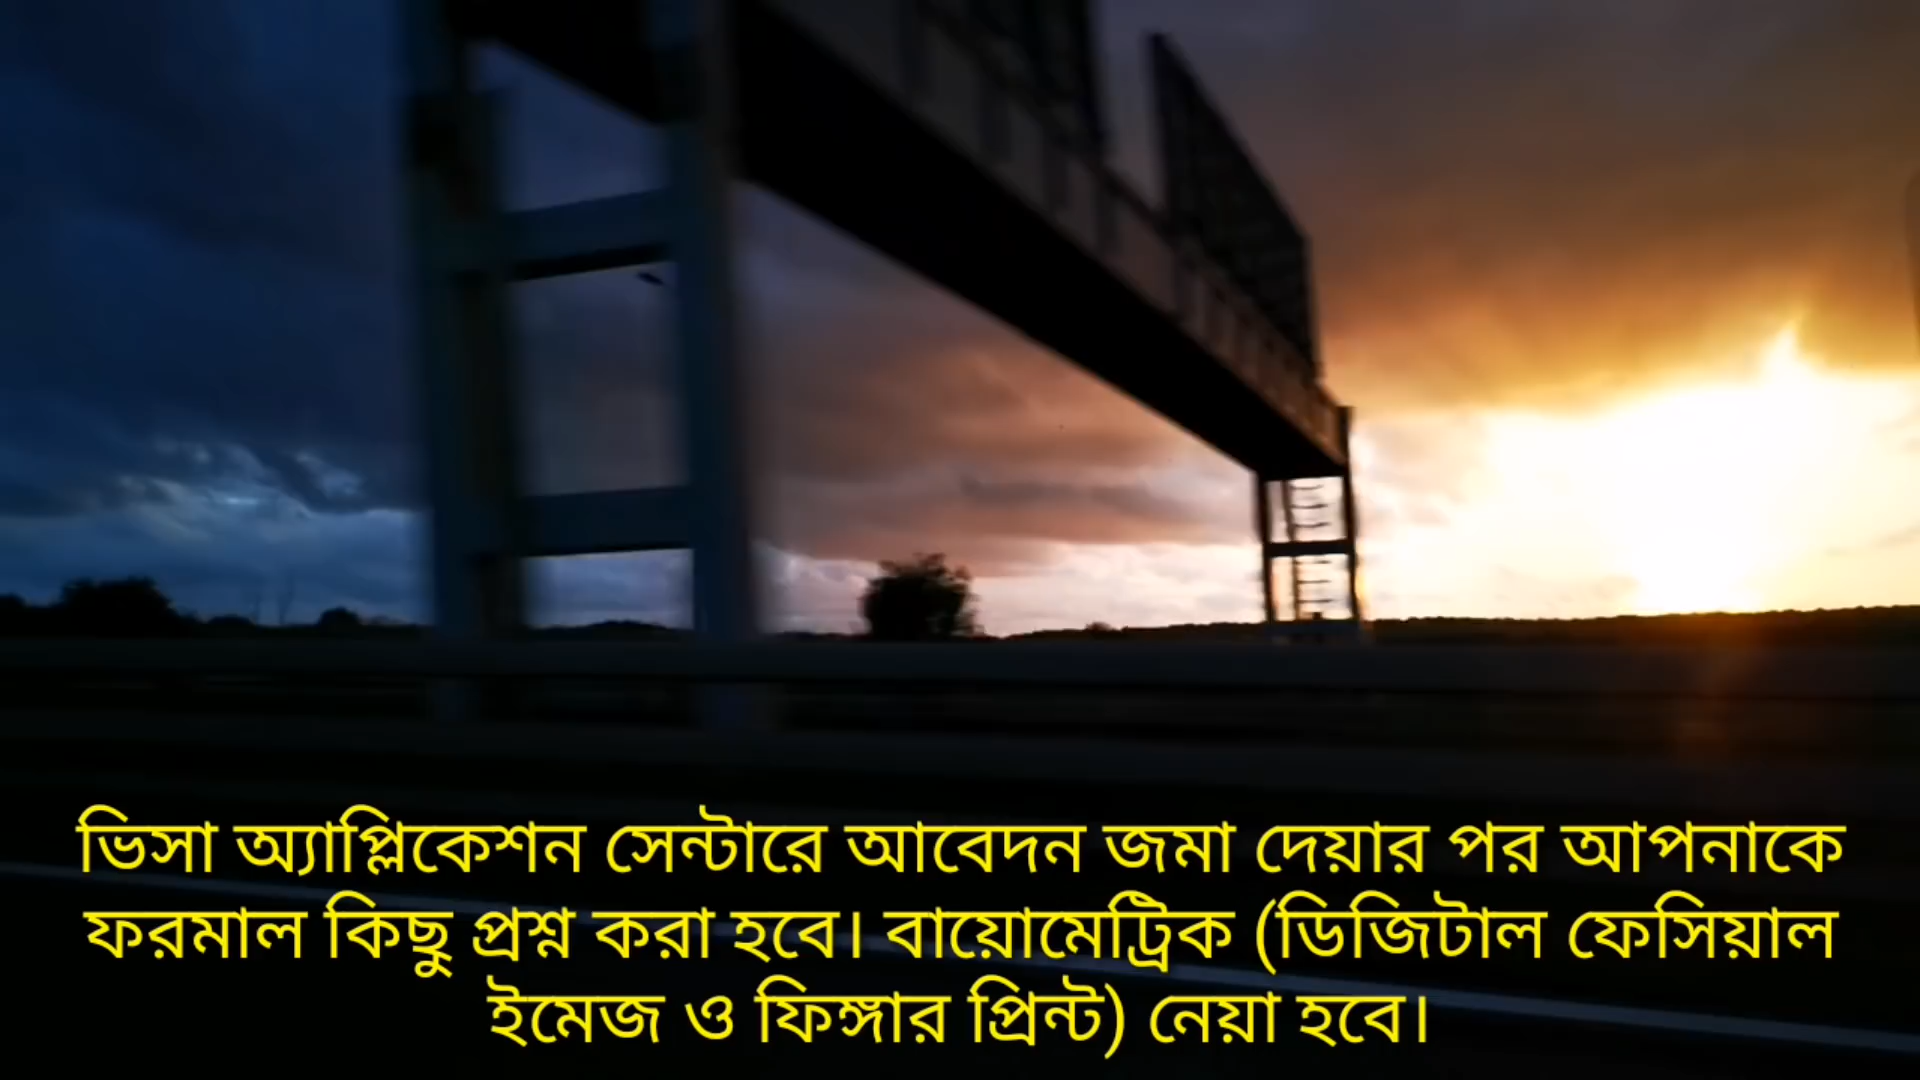 ভিসা অ্যাপ্লিকেশন সেন্টারে আবেদন জমা দেয়ার পর আপনাকে
ফরমাল কিছু প্রশ্ন করা হবে। বায়োমেট্রিক (ডিজিটাল ফেসিয়াল
ইমেজ ও ফিঙ্গার প্রিন্ট) নেয়া হবে।